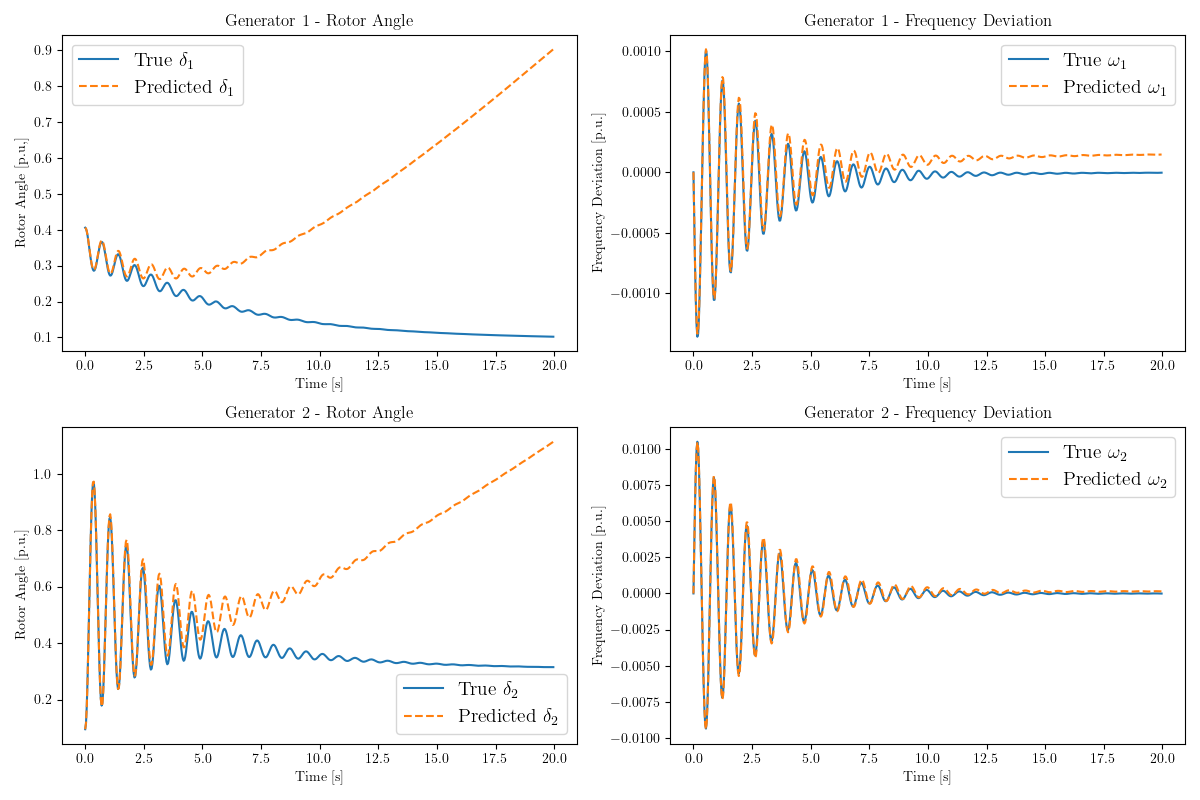 Generator 1 - Rotor Angle
Rotor Angle [p.u.]
0.9
0.8
0.7
0.6
0.5
0.4
0.3
0.2
0.1
True δ₁
Predicted δ₁
0.0 2.5 5.0 7.5 10.0 12.5 15.0 17.5 20.0
Time [s]
Generator 1 - Frequency Deviation
Frequency Deviation [p.u.]
0.0010
0.0005
0.0000
−0.0005
−0.0010
True ω₁
Predicted ω₁
0.0 2.5 5.0 7.5 10.0 12.5 15.0 17.5 20.0
Time [s]
Generator 2 - Rotor Angle
Rotor Angle [p.u.]
1.0
0.8
0.6
0.4
0.2
True δ₂
Predicted δ₂
0.0 2.5 5.0 7.5 10.0 12.5 15.0 17.5 20.0
Time [s]
Generator 2 - Frequency Deviation
Frequency Deviation [p.u.]
0.0100
0.0075
0.0050
0.0025
0.0000
−0.0025
−0.0050
−0.0075
−0.0100
True ω₂
Predicted ω₂
0.0 2.5 5.0 7.5 10.0 12.5 15.0 17.5 20.0
Time [s]